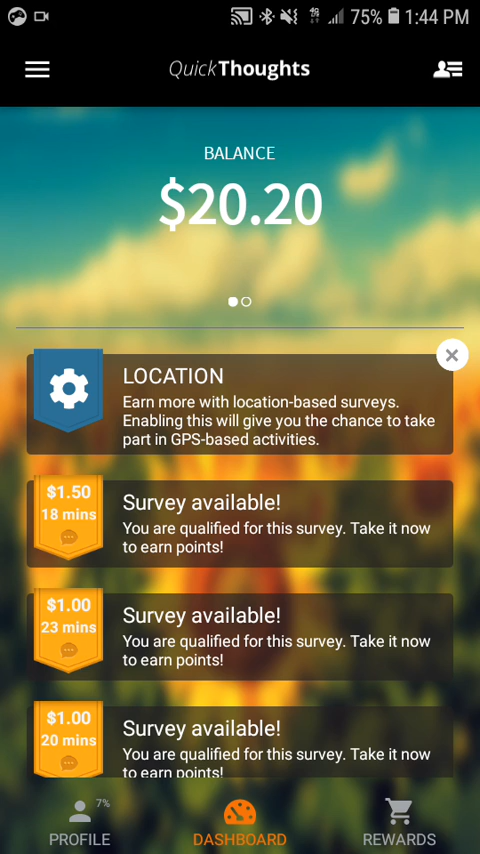 75% 1:44 PM
QuickThoughts
BALANCE
$20.20
LOCATION
Earn more with location-based surveys.
Enabling this will give you the chance to take
part in GPS-based activities.
$1.50
18 mins
Survey available!
You are qualified for this survey. Take it now
to earn points!
$1.00
23 mins
Survey available!
You are qualified for this survey. Take it now
to earn points!
$1.00
20 mins
Survey available!
You are qualified for this survey. Take it now
to earn points!
7%
PROFILE
DASHBOARD
REWARDS